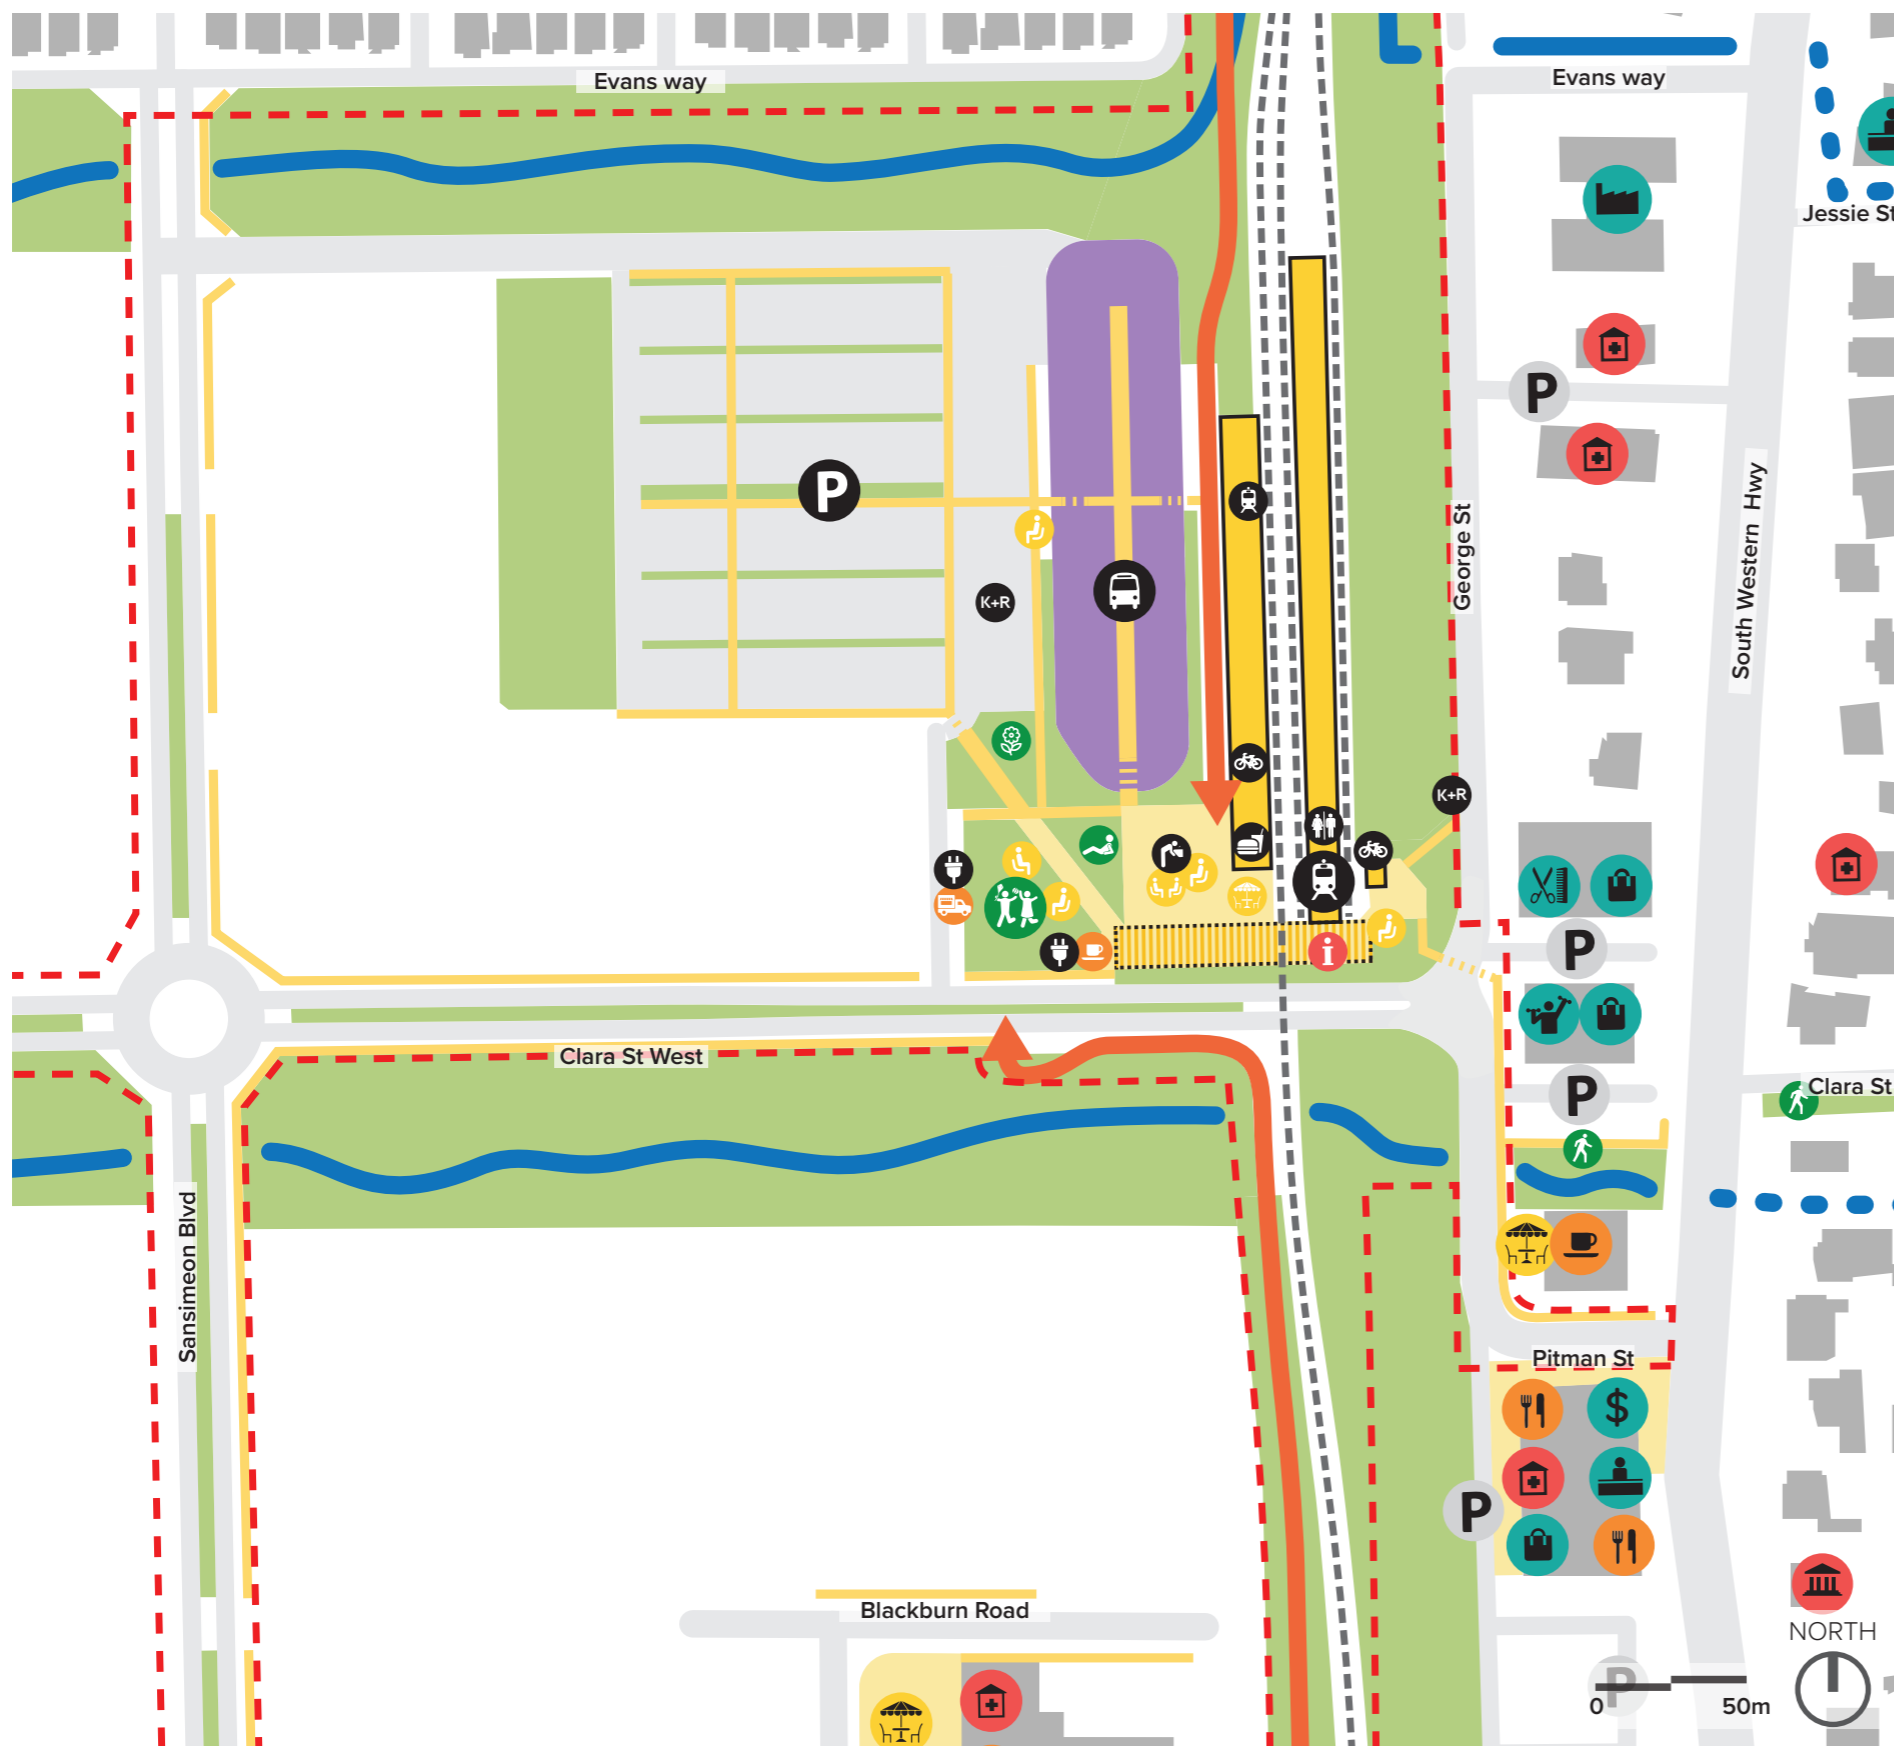 Evans way
Evans way
Jessie St
P
P
George St
South Western Hwy
K+R
K+R
i
P
Clara St West
P
Clara St
Sansimeon Blvd
Pitman St
$
P
Blackburn Road
NORTH
P
0
50m